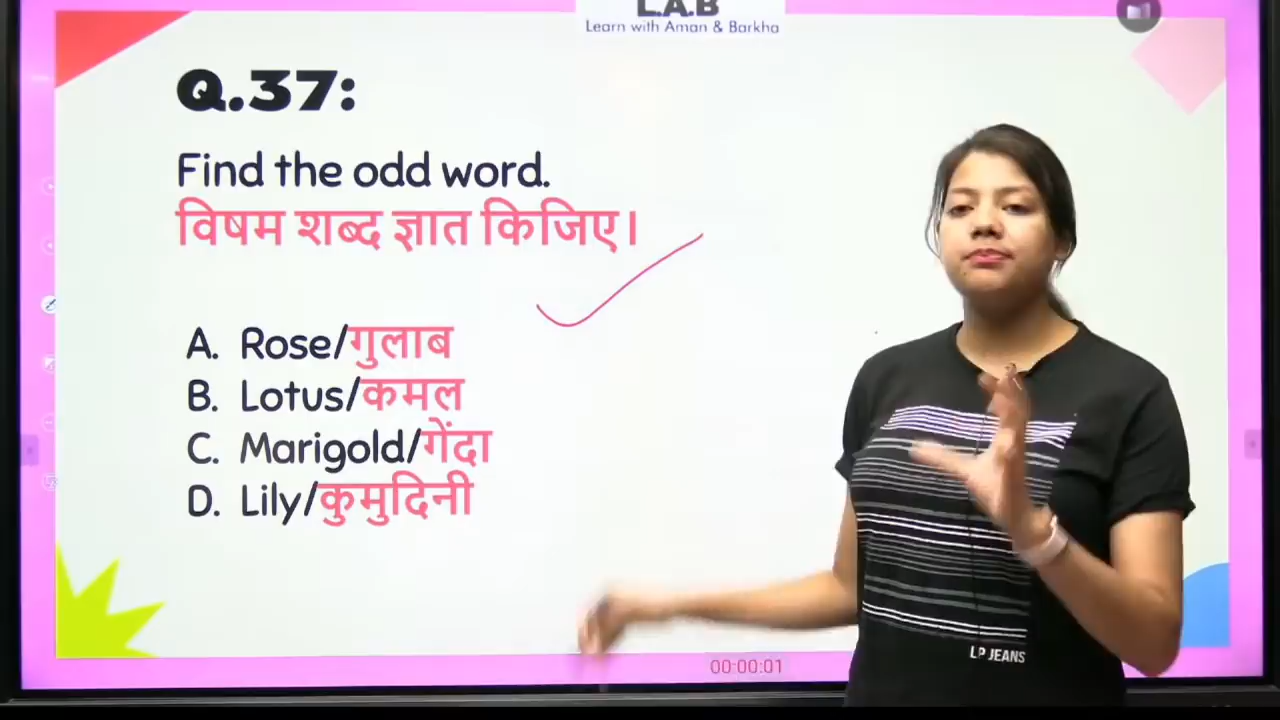 L.A.B
Learn with Aman & Barkha
Q.37:
Find the odd word.
विषम शब्द ज्ञात किजिए।
A. Rose/गुलाब
B. Lotus/कमल
C. Marigold/गेंदा
D. Lily/कुमुदिनी
LP JEANS
00:00:01